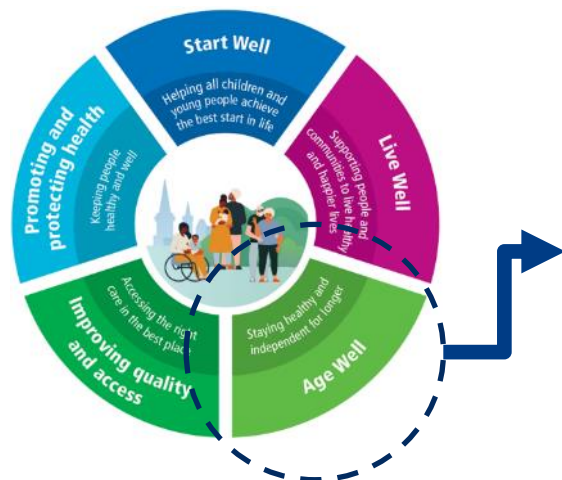 Start Well
Helping all children and
young people achieve
the best start in life
Live Well
Supporting people and
communities to live healthy
and happier lives
Age Well
Staying healthy and
independent for longer
Improving quality
and access
Accessing the right
care in the best place
Promoting and
protecting health
Keeping people
healthy and well